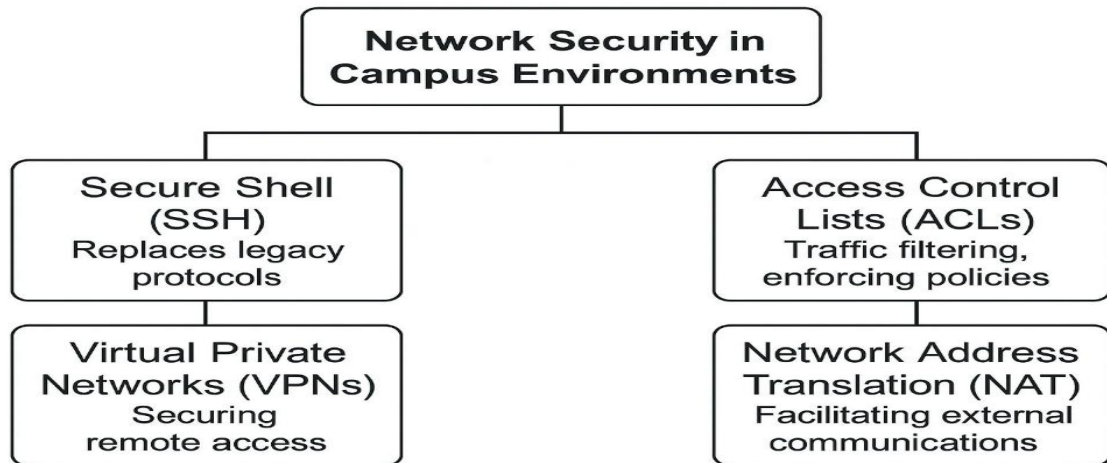 Network Security in
Campus Environments
Secure Shell
(SSH)
Replaces legacy
protocols
Access Control
Lists (ACLs)
Traffic filtering,
enforcing policies
Virtual Private
Networks (VPNs)
Securing
remote access
Network Address
Translation (NAT)
Facilitating external
communications